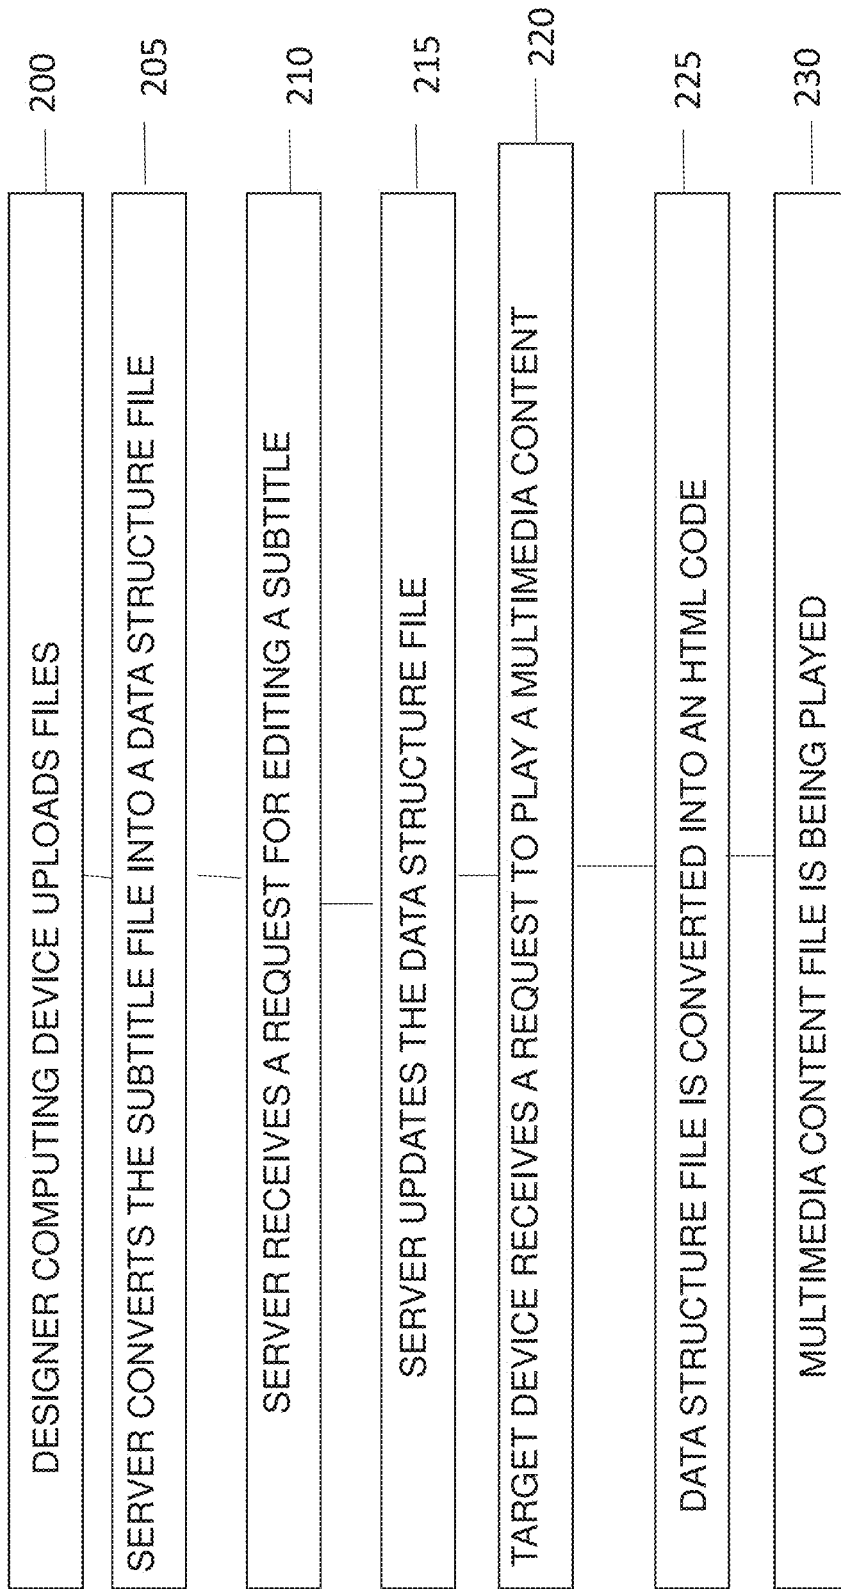 DESIGNER COMPUTING DEVICE UPLOADS FILES 200
SERVER CONVERTS THE SUBTITLE FILE INTO A DATA STRUCTURE FILE 205
SERVER RECEIVES A REQUEST FOR EDITING A SUBTITLE 210
SERVER UPDATES THE DATA STRUCTURE FILE 215
TARGET DEVICE RECEIVES A REQUEST TO PLAY A MULTIMEDIA CONTENT 220
DATA STRUCTURE FILE IS CONVERTED INTO AN HTML CODE 225
MULTIMEDIA CONTENT FILE IS BEING PLAYED 230